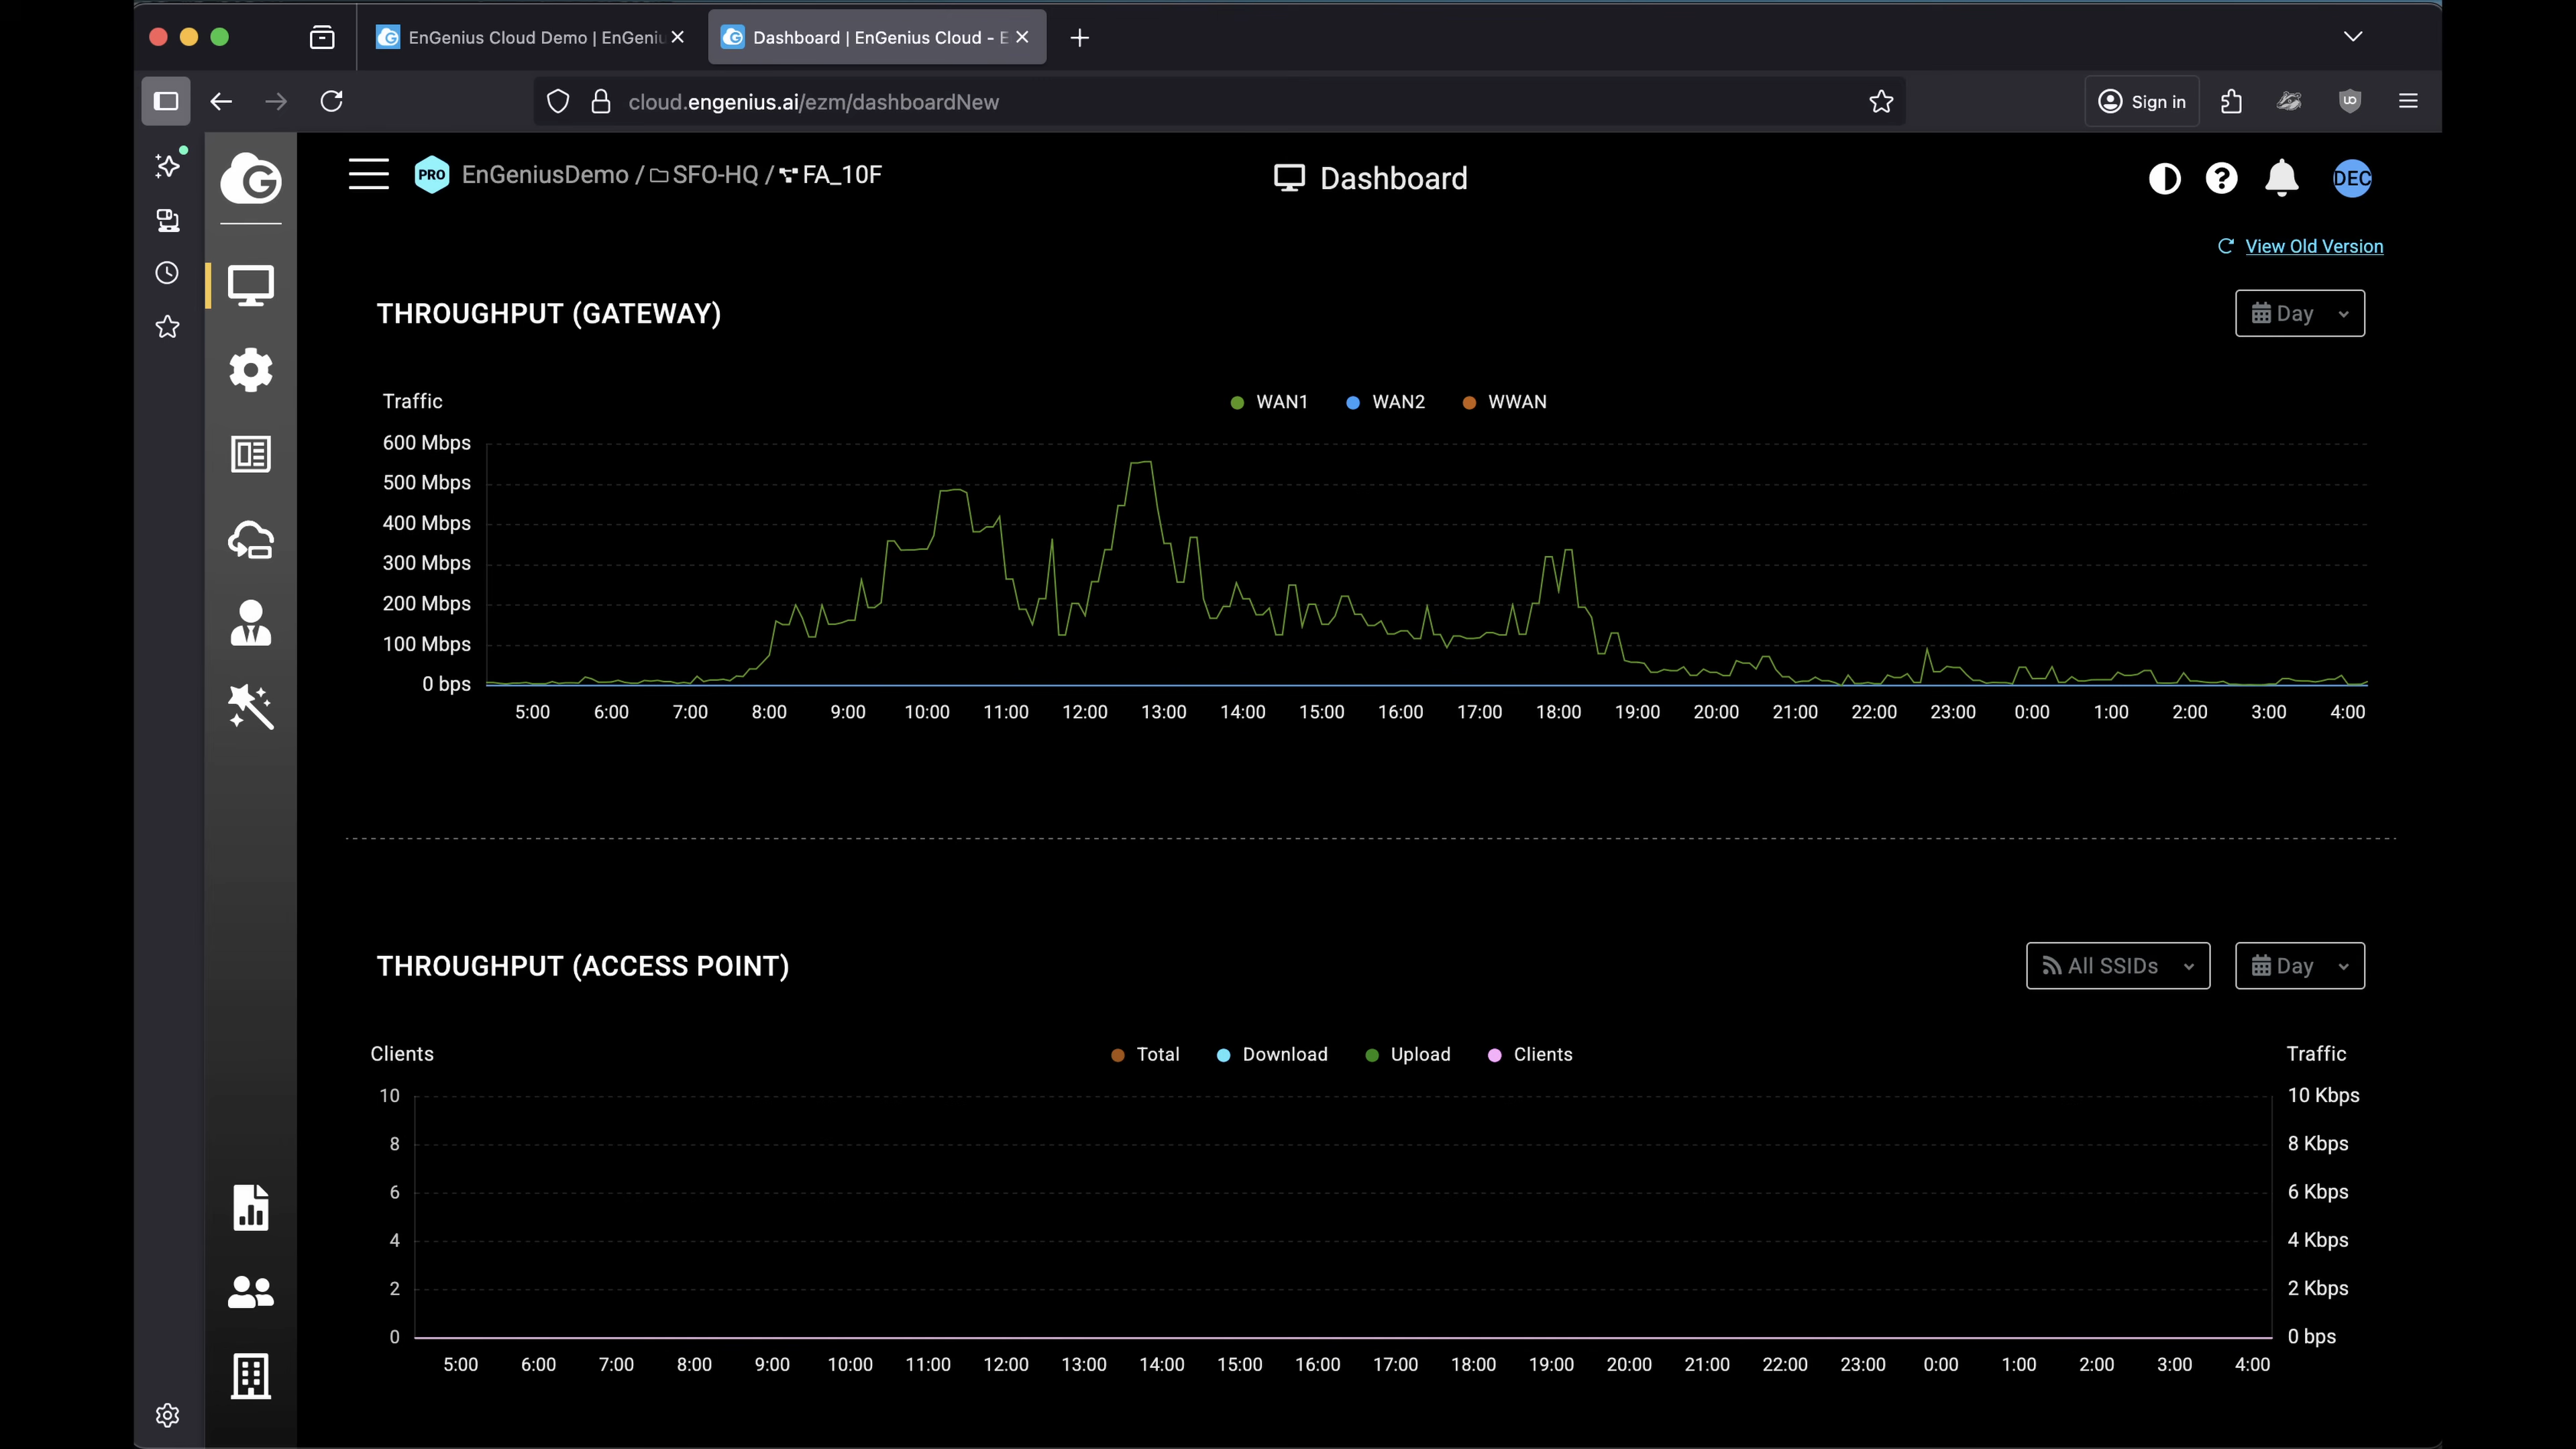 EnGenius Cloud Demo | EnGeniu
Dashboard | EnGenius Cloud - E
cloud.engenius.ai/ezm/dashboardNew
Sign in
PRO EnGeniusDemo / SFO-HQ / FA_10F
Dashboard
DEC
View Old Version
THROUGHPUT (GATEWAY)
Day
Traffic
WAN1 WAN2 WWAN
600 Mbps
500 Mbps
400 Mbps
300 Mbps
200 Mbps
100 Mbps
0 bps
5:00 6:00 7:00 8:00 9:00 10:00 11:00 12:00 13:00 14:00 15:00 16:00 17:00 18:00 19:00 20:00 21:00 22:00 23:00 0:00 1:00 2:00 3:00 4:00
THROUGHPUT (ACCESS POINT)
All SSIDs
Day
Clients
Total Download Upload Clients
Traffic
10 10 Kbps
8 8 Kbps
6 6 Kbps
4 4 Kbps
2 2 Kbps
0 0 bps
5:00 6:00 7:00 8:00 9:00 10:00 11:00 12:00 13:00 14:00 15:00 16:00 17:00 18:00 19:00 20:00 21:00 22:00 23:00 0:00 1:00 2:00 3:00 4:00